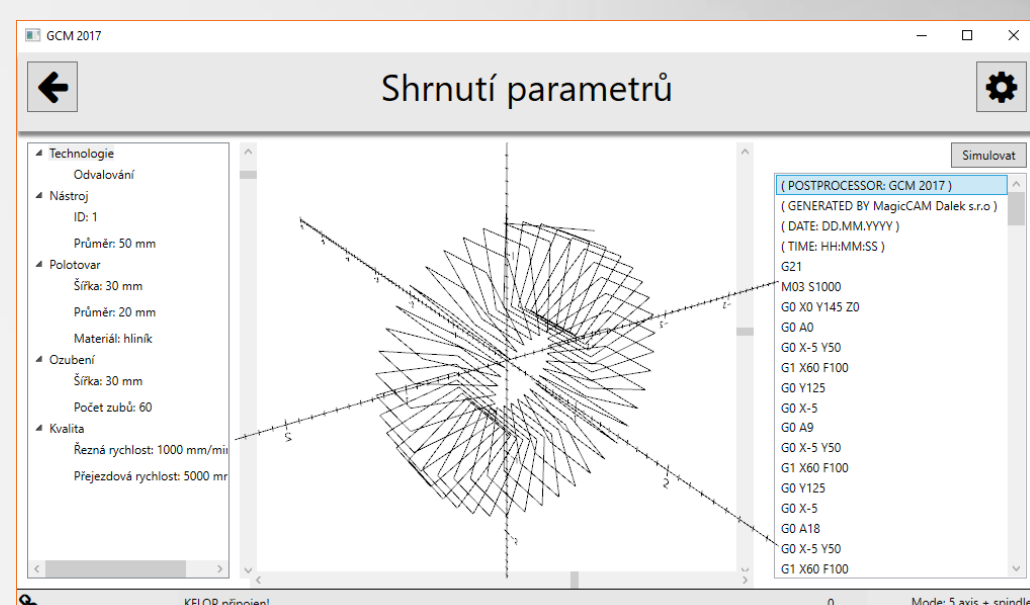 GCM 2017
Shrnutí parametrů
Technologie
Odvalování
Nástroj
ID: 1
Průměr: 50 mm
Polotovar
Šířka: 30 mm
Průměr: 20 mm
Materiál: hliník
Ozubení
Šířka: 30 mm
Počet zubů: 60
Kvalita
Řezná rychlost: 1000 mm/min
Přejezdová rychlost: 5000 mr
Simulovat
( POSTPROCESSOR: GCM 2017 )
( GENERATED BY MagicCAM Dalek s.r.o )
( DATE: DD.MM.YYYY )
( TIME: HH:MM:SS )
G21
M03 S1000
G0 X0 Y145 Z0
G0 A0
G0 X-5 Y50
G1 X60 F100
G0 Y125
G0 X-5
G0 A9
G0 X-5 Y50
G1 X60 F100
G0 Y125
G0 X-5
G0 A18
G0 X-5 Y50
G1 X60 F100
KFLOP připojen!
0
Mode: 5 axis + spindle